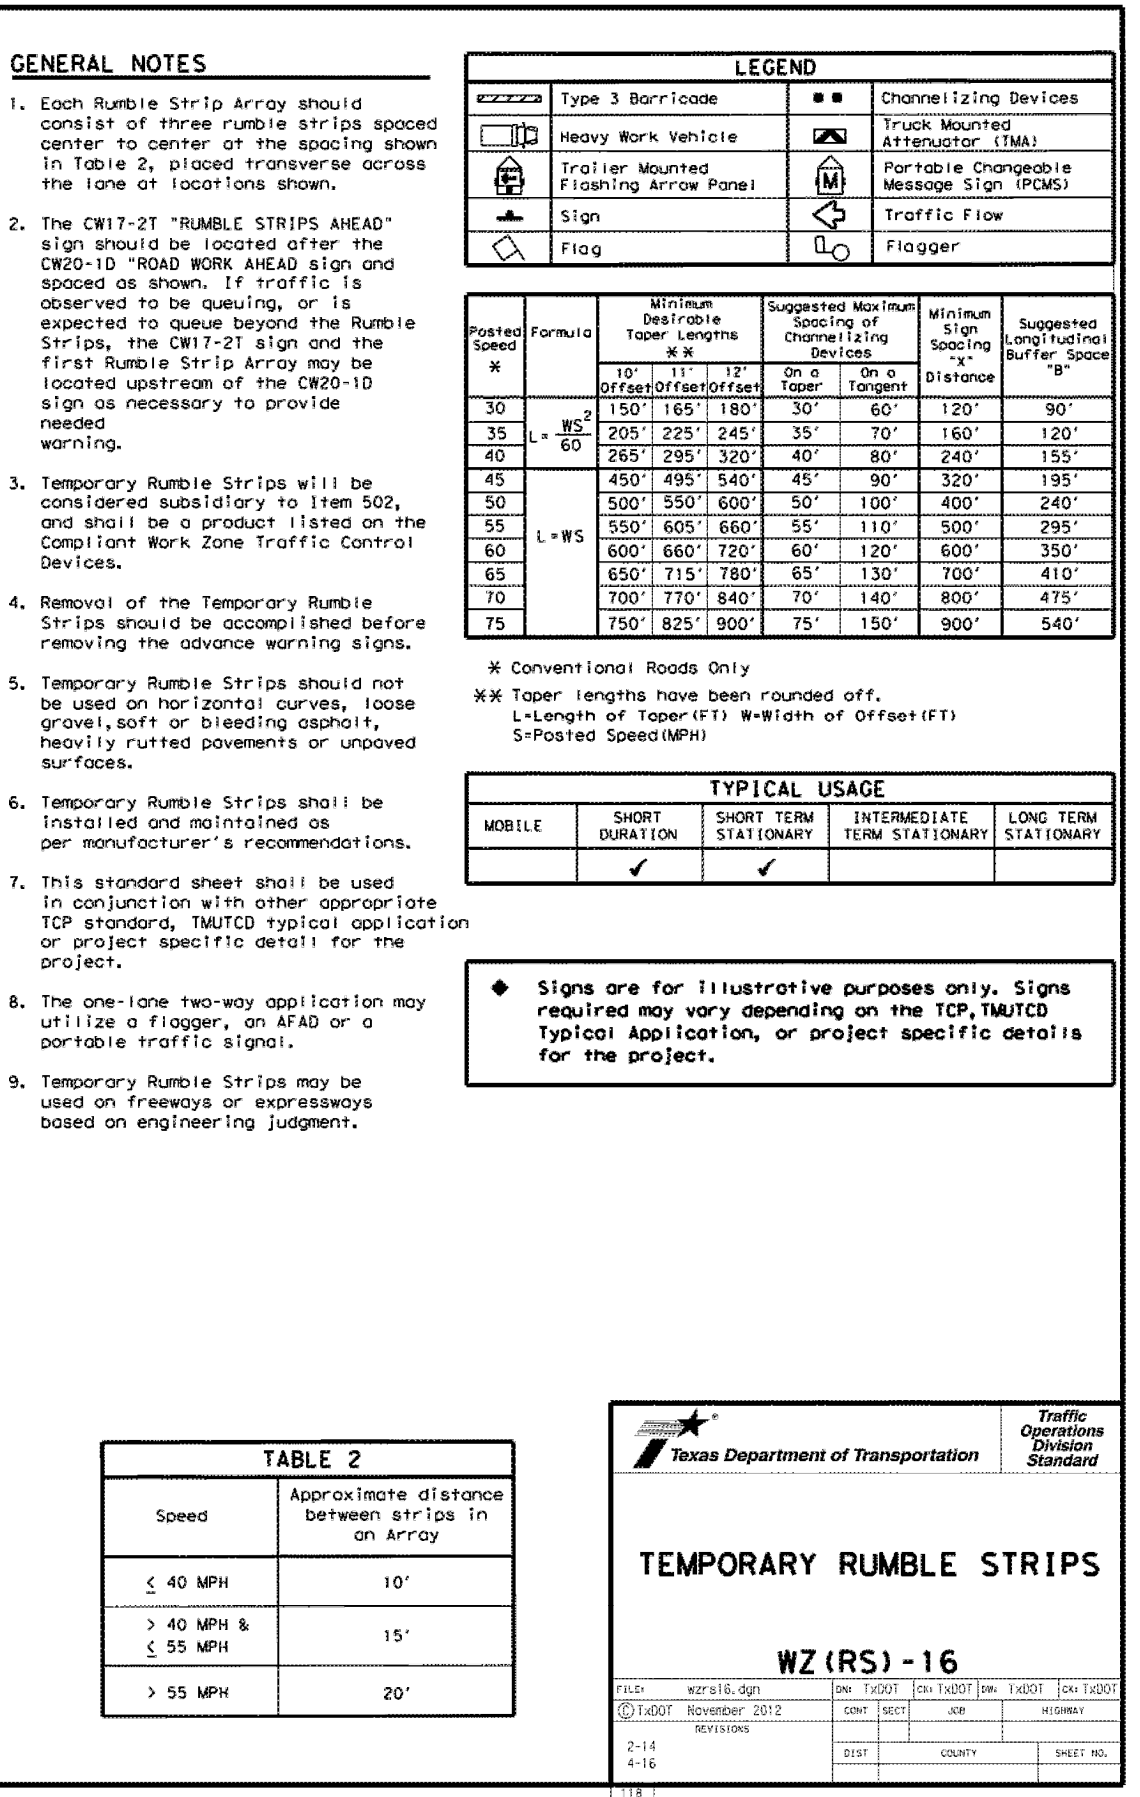 GENERAL NOTES
1. Each Rumble Strip Array should
consist of three rumble strips spaced
center to center at the spacing shown
in Table 2, placed transverse across
the lane at locations shown.
2. The CW17-2T "RUMBLE STRIPS AHEAD"
sign should be located after the
CW20-1D "ROAD WORK AHEAD sign and
spaced as shown. If traffic is
observed to be queuing, or is
expected to queue beyond the Rumble
Strips, the CW17-2T sign and the
first Rumble Strip Array may be
located upstream of the CW20-1D
sign as necessary to provide
needed
warning.
3. Temporary Rumble Strips will be
considered subsidiary to Item 502,
and shall be a product listed on the
Compliant Work Zone Traffic Control
Devices.
4. Removal of the Temporary Rumble
Strips should be accomplished before
removing the advance warning signs.
5. Temporary Rumble Strips should not
be used on horizontal curves, loose
gravel, soft or bleeding asphalt,
heavily rutted pavements or unpaved
surfaces.
6. Temporary Rumble Strips shall be
installed and maintained as
per manufacturer's recommendations.
7. This standard sheet shall be used
in conjunction with other appropriate
TCP standard, TMUTCD typical application
or project specific detail for the
project.
8. The one-lane two-way application may
utilize a flagger, an AFAD or a
portable traffic signal.
9. Temporary Rumble Strips may be
used on freeways or expressways
based on engineering judgment.
LEGEND
Type 3 Barricade
Channelizing Devices
Heavy Work Vehicle
Truck Mounted
Attenuator (TMA)
Trailer Mounted
Flashing Arrow Panel
M
Portable Changeable
Message Sign (PCMS)
Sign
Traffic Flow
Flag
Flagger
Posted
Speed
*
Formula
Minimum
Desirable
Taper Lengths
**
10'
Offset
11'
Offset
12'
Offset
Suggested Maximum
Spacing of
Channelizing
Devices
On a
Taper
On a
Tangent
Minimum
Sign
Spacing
"X"
Distance
Suggested
Longitudinal
Buffer Space
"B"
30 150' 165' 180' 30' 60' 120' 90'
35 L = WS²/60 205' 225' 245' 35' 70' 160' 120'
40 265' 295' 320' 40' 80' 240' 155'
45 450' 495' 540' 45' 90' 320' 195'
50 500' 550' 600' 50' 100' 400' 240'
55 L = WS 550' 605' 660' 55' 110' 500' 295'
60 600' 660' 720' 60' 120' 600' 350'
65 650' 715' 780' 65' 130' 700' 410'
70 700' 770' 840' 70' 140' 800' 475'
75 750' 825' 900' 75' 150' 900' 540'
* Conventional Roads Only
** Taper lengths have been rounded off.
L=Length of Taper(FT) W=Width of Offset(FT)
S=Posted Speed(MPH)
TYPICAL USAGE
MOBILE
SHORT
DURATION
SHORT TERM
STATIONARY
INTERMEDIATE
TERM STATIONARY
LONG TERM
STATIONARY
✓ ✓
◆ Signs are for illustrative purposes only. Signs
required may vary depending on the TCP, TMUTCD
Typical Application, or project specific details
for the project.
TABLE 2
Speed
Approximate distance
between strips in
an Array
≤ 40 MPH 10'
> 40 MPH &
≤ 55 MPH 15'
> 55 MPH 20'
®
Texas Department of Transportation
Traffic
Operations
Division
Standard
TEMPORARY RUMBLE STRIPS
WZ(RS)-16
FILE: wzrs16.dgn DN: TxDOT CK: TxDOT DW: TxDOT CK: TxDOT
© TxDOT November 2012 CONT SECT JOB HIGHWAY
REVISIONS
2-14
4-16
DIST COUNTY SHEET NO.
118